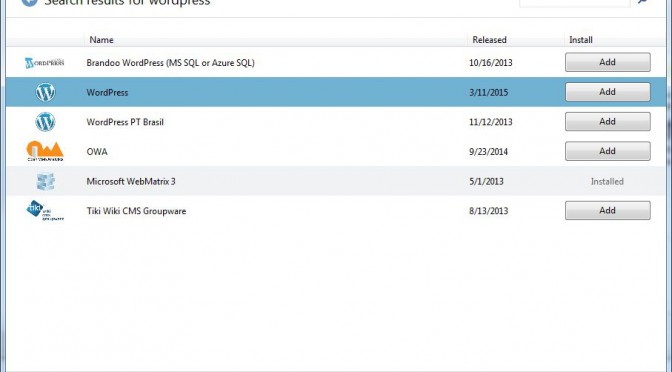 Search results for wordpress
Name Released Install
Brandoo WordPress (MS SQL or Azure SQL) 10/16/2013 Add
WordPress 3/11/2015 Add
WordPress PT Brasil 11/12/2013 Add
OWA 9/23/2014 Add
Microsoft WebMatrix 3 5/1/2013 Installed
Tiki Wiki CMS Groupware 8/13/2013 Add